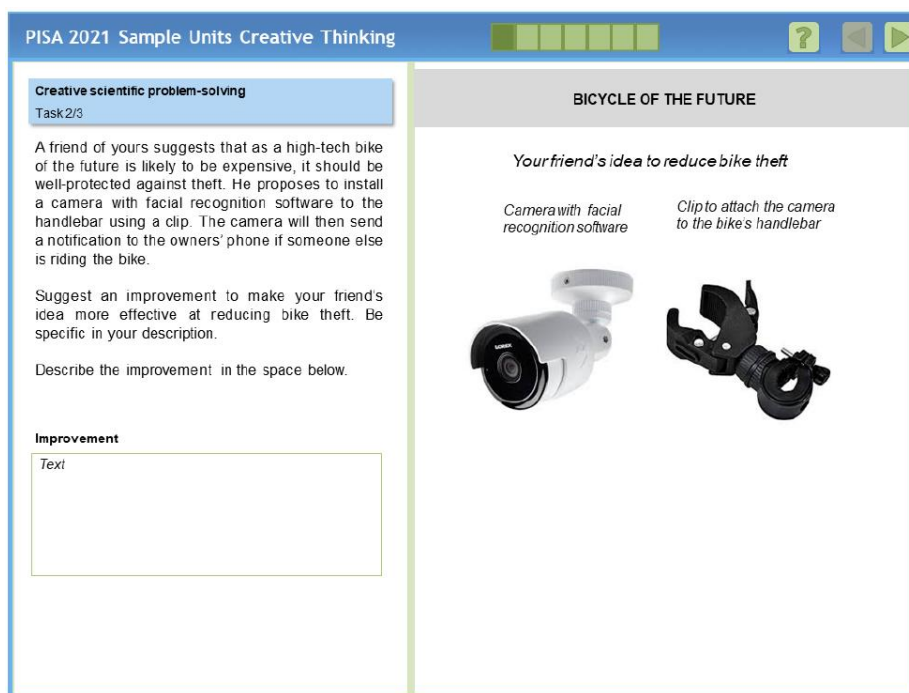 PISA 2021 Sample Units Creative Thinking
?
Creative scientific problem-solving
Task 2/3
A friend of yours suggests that as a high-tech bike
of the future is likely to be expensive, it should be
well-protected against theft. He proposes to install
a camera with facial recognition software to the
handlebar using a clip. The camera will then send
a notification to the owners' phone if someone else
is riding the bike.
Suggest an improvement to make your friend's
idea more effective at reducing bike theft. Be
specific in your description.
Describe the improvement in the space below.
Improvement
Text
BICYCLE OF THE FUTURE
Your friend's idea to reduce bike theft
Camera with facial
recognition software
Clip to attach the camera
to the bike's handlebar
LOREX